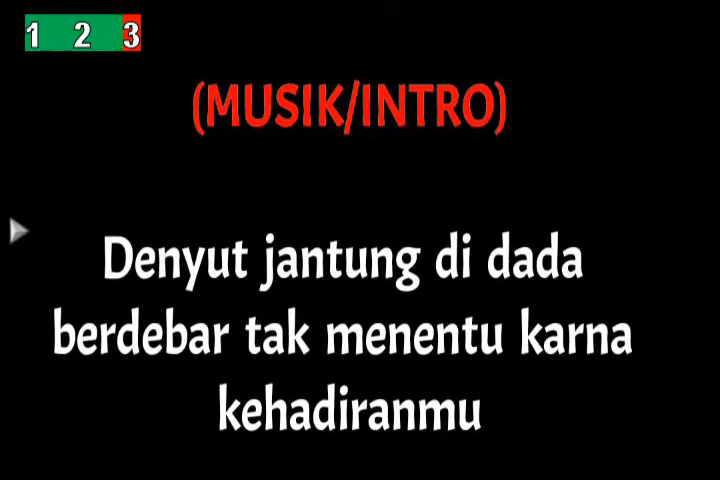 1 2 3
(MUSIK/INTRO)
Denyut jantung di dada
berdebar tak menentu karna
kehadiranmu